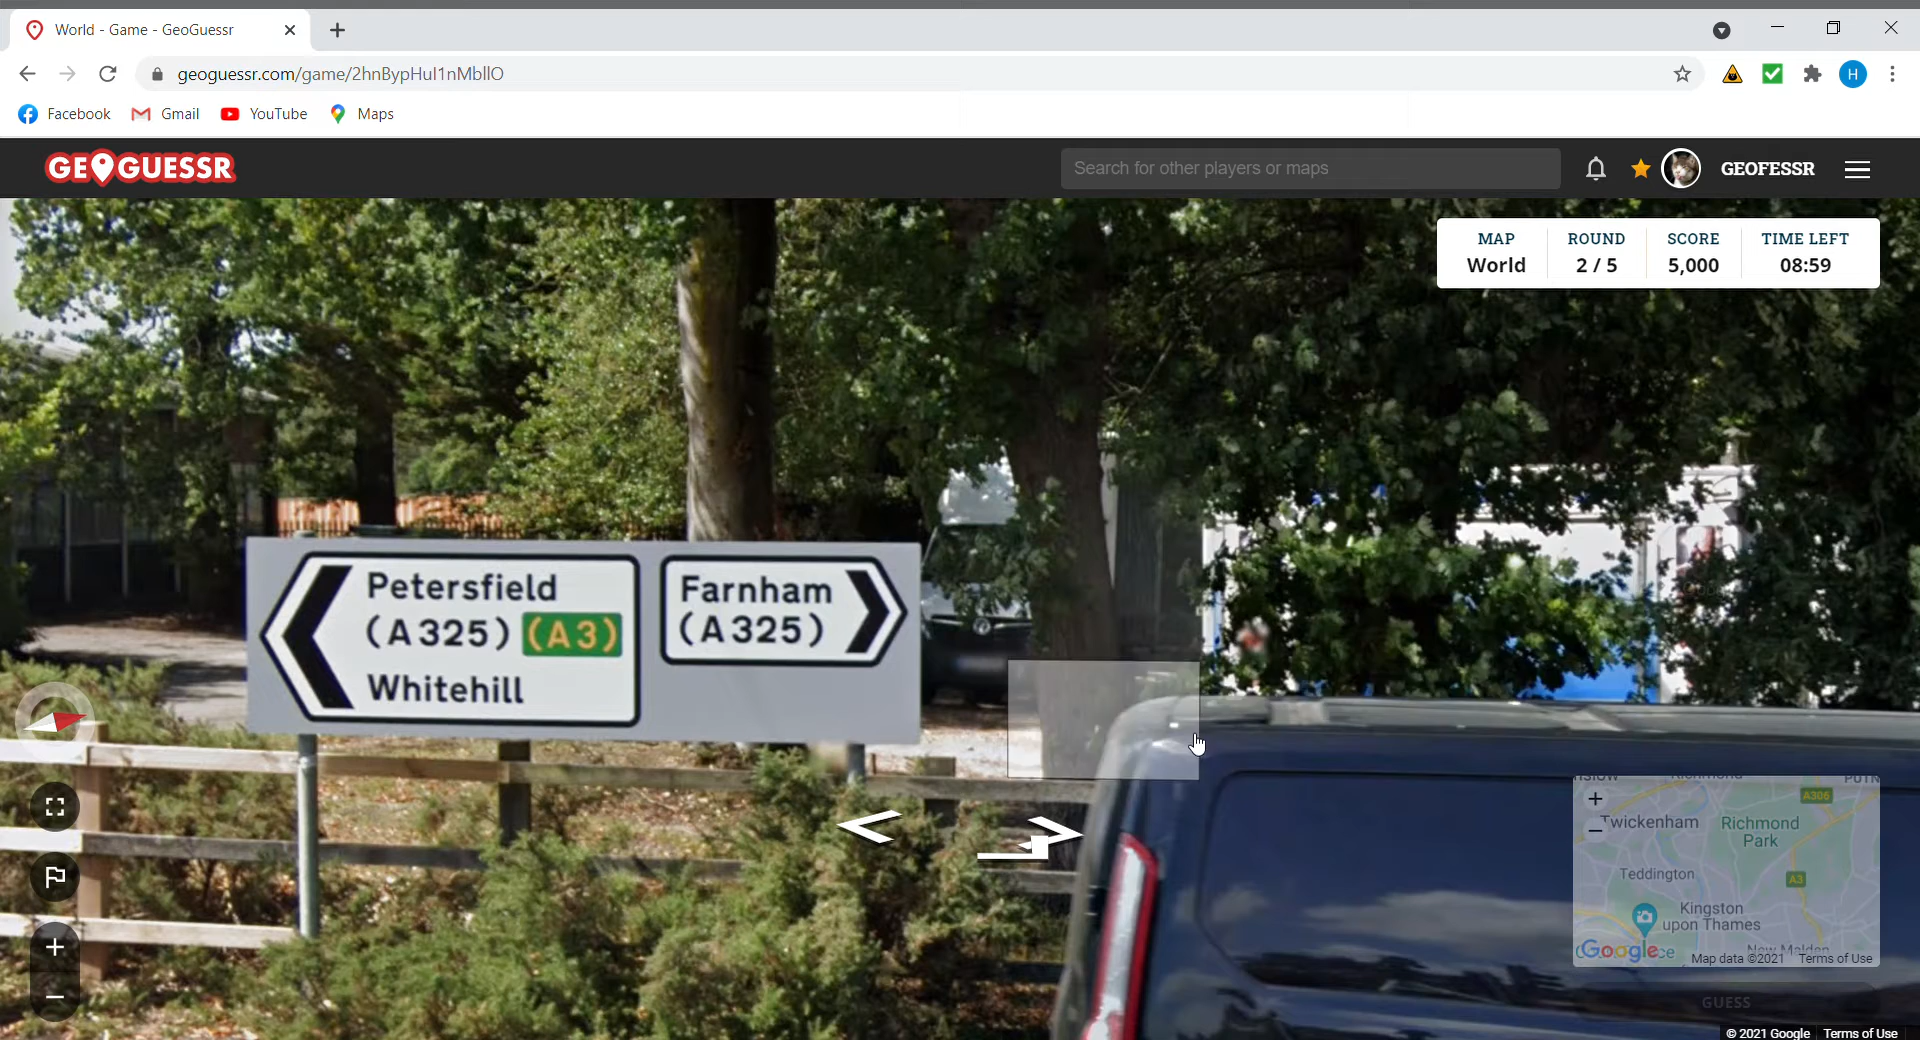 World - Game - GeoGuessr
geoguessr.com/game/2hnBypHul1nMbllO
H
Facebook
Gmail
YouTube
Maps
GEOGUESSR
Search for other players or maps
GEOFESSR
MAP
World
ROUND
2 / 5
SCORE
5,000
TIME LEFT
08:59
Petersfield
(A325) (A3)
Whitehill
Farnham
(A325)
A306
Twickenham
Richmond
Park
Teddington
A3
Kingston
upon Thames
New Malden
Google
Map data ©2021
Terms of Use
GUESS
© 2021 Google
Terms of Use